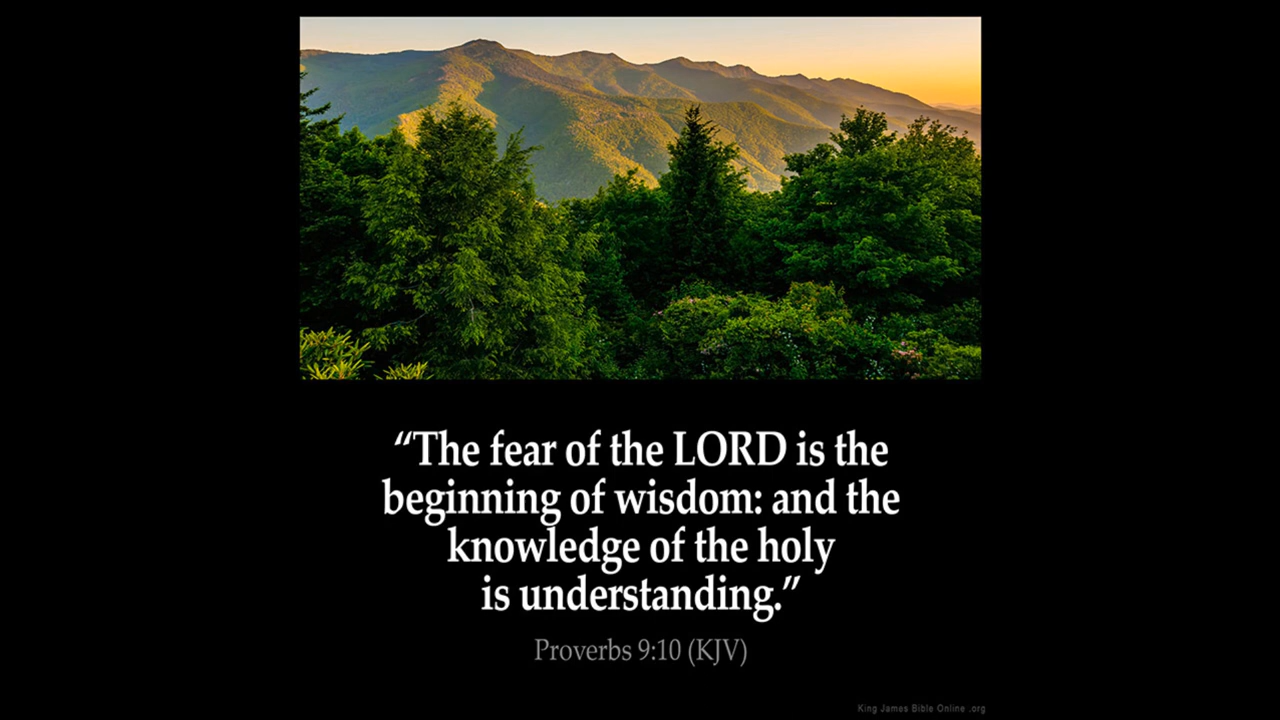 “The fear of the LORD is the
beginning of wisdom: and the
knowledge of the holy
is understanding.”
Proverbs 9:10 (KJV)
King James Bible Online .org